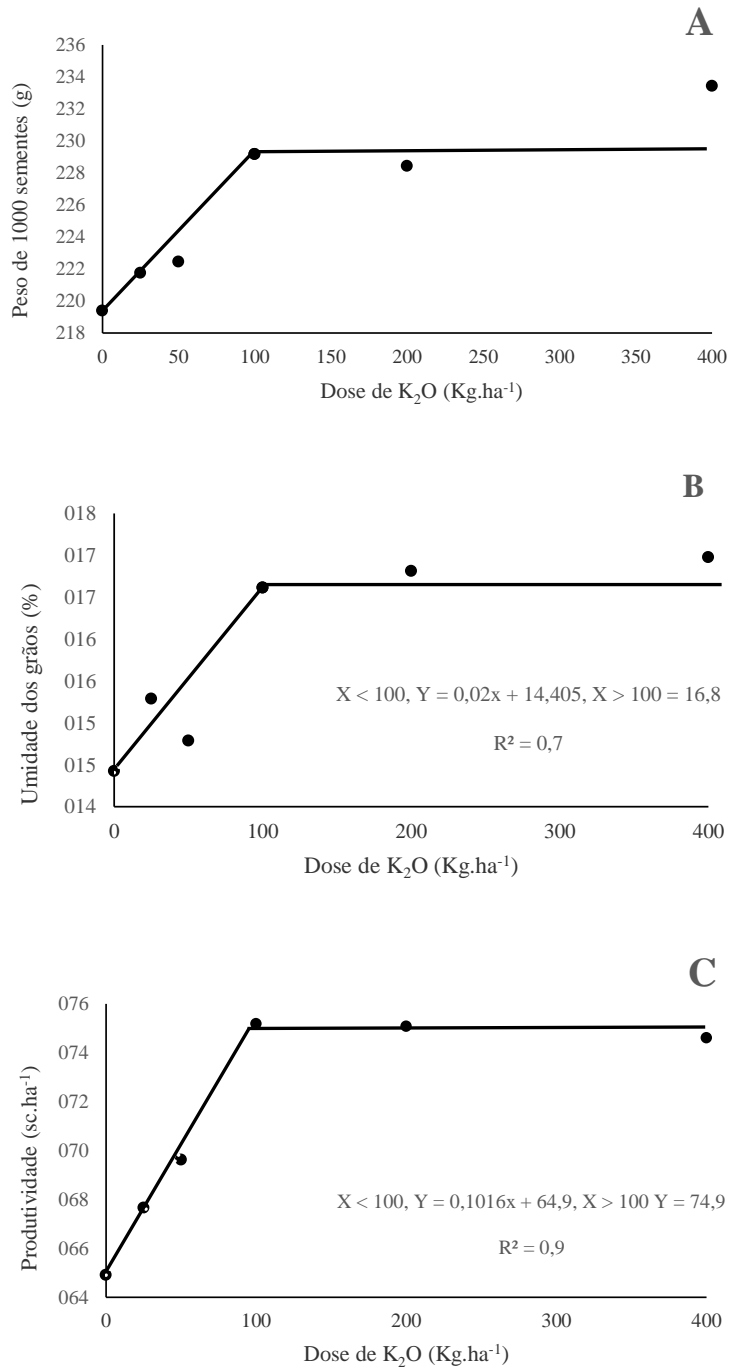 A
Peso de 1000 sementes (g)
236
234
232
230
228
226
224
222
220
218
0 50 100 150 200 250 300 350 400
Dose de K₂O (Kg.ha⁻¹)
B
Umidade dos grãos (%)
018
017
017
016
016
015
015
014
X < 100, Y = 0,02x + 14,405, X > 100 = 16,8
R² = 0,7
0 100 200 300 400
Dose de K₂O (Kg.ha⁻¹)
C
Produtividade (sc.ha⁻¹)
076
074
072
070
068
066
064
X < 100, Y = 0,1016x + 64,9, X > 100 Y = 74,9
R² = 0,9
0 100 200 300 400
Dose de K₂O (Kg.ha⁻¹)